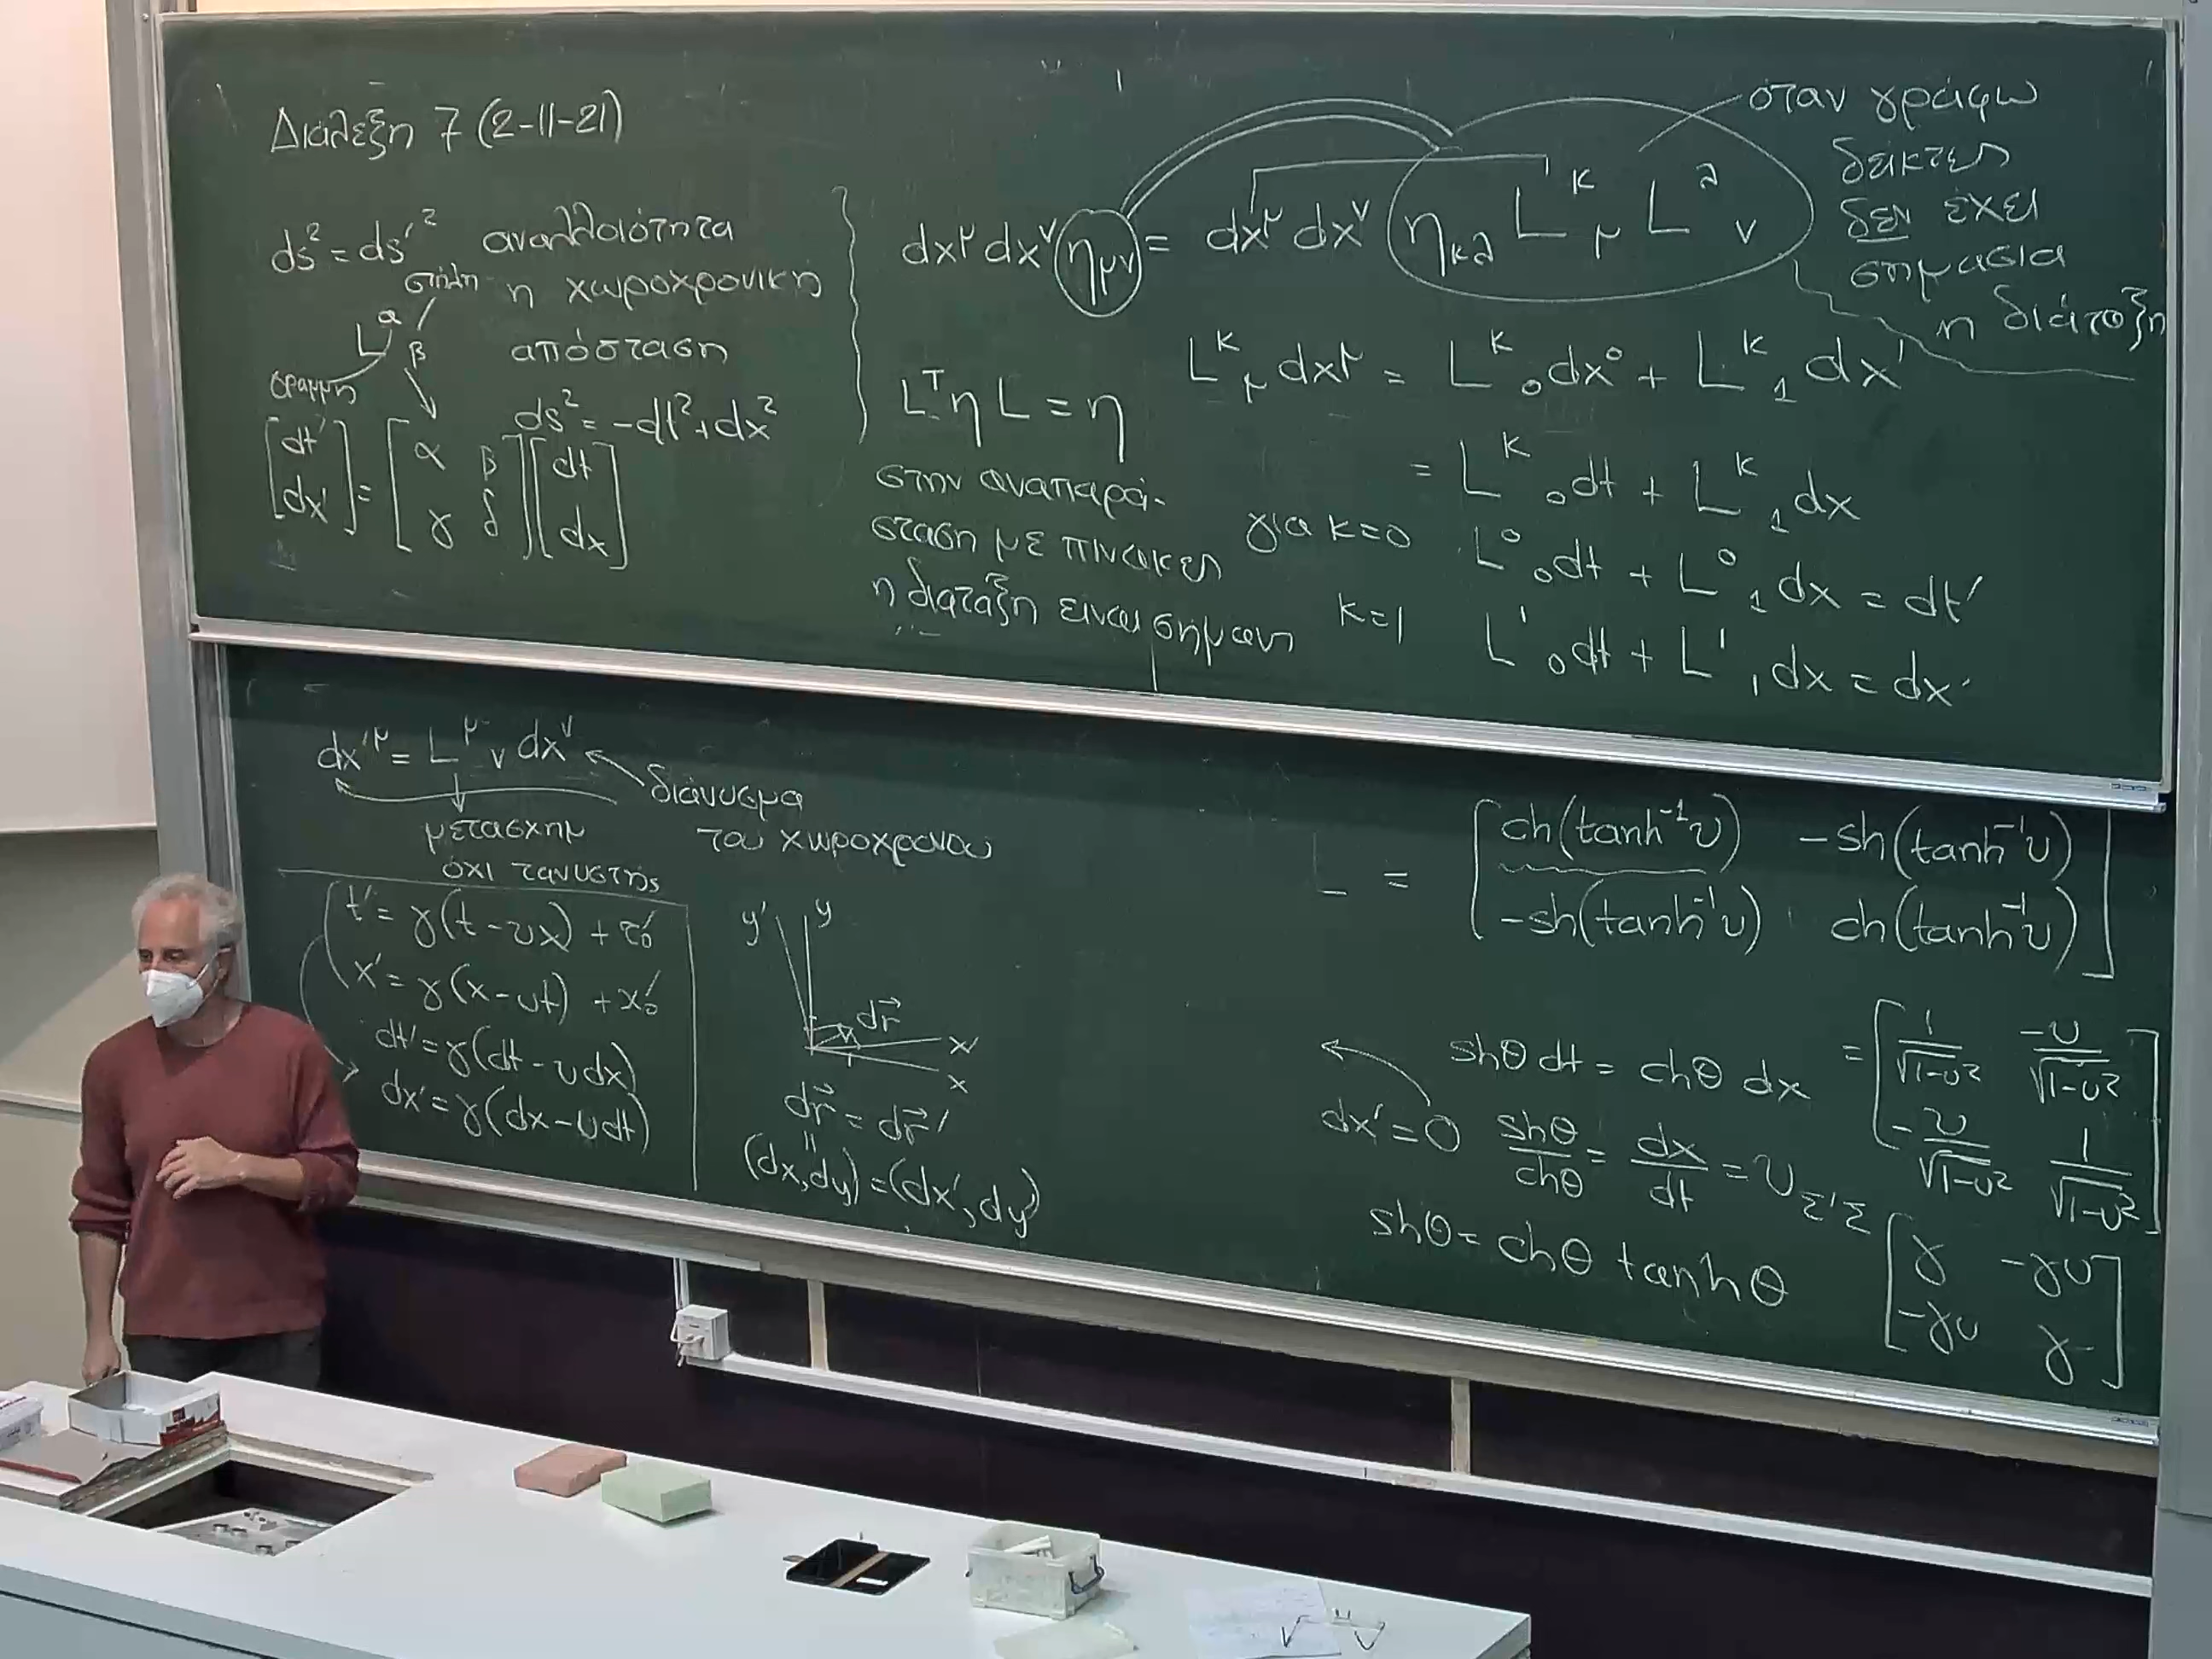 Διάλεξη 7 (2-11-21)
ds² = ds'² αναλλοιότητα
στήλη η χωροχρονική
L^α_β απόσταση
γραμμή
ds² = -dt² + dx²
[dt' dx'] = [α β γ δ] [dt dx]
dx^μ dx^ν η_μν = dx^μ dx^ν η_κλ L^κ_μ L^λ_ν
όταν γράφω
δείκτες
δεν έχει
σημασία
η διάταξη
L^T η L = η
στην αναπαρά-
σταση με πίνακες
η διάταξη είναι σημαν
L^κ_μ dx^μ = L^κ_0 dx^0 + L^κ_1 dx^1
= L^κ_0 dt + L^κ_1 dx
για κ=0 L^0_0 dt + L^0_1 dx = dt'
κ=1 L^1_0 dt + L^1_1 dx = dx'
dx'^μ = L^μ_ν dx^ν
διάνυσμα
του χωροχρονου
μετασχημ
όχι τανυστής
t' = γ(t-υx) + t'_0
x' = γ(x-υt) + x'_0
dt' = γ(dt-υdx)
dx' = γ(dx-υdt)
y' y
dr⃗
x'
x
dr⃗ = dr⃗'
(dx,dy) = (dx',dy')
L = [ch(tanh⁻¹υ) -sh(tanh⁻¹υ)
-sh(tanh⁻¹υ) ch(tanh⁻¹υ)]
= [1/√1-υ² -υ/√1-υ²
-υ/√1-υ² 1/√1-υ²]
[γ -γυ
-γυ γ]
shθ dt = chθ dx
dx' = 0 shθ/chθ = dx/dt = υ_Σ'Σ
shθ = chθ tanhθ